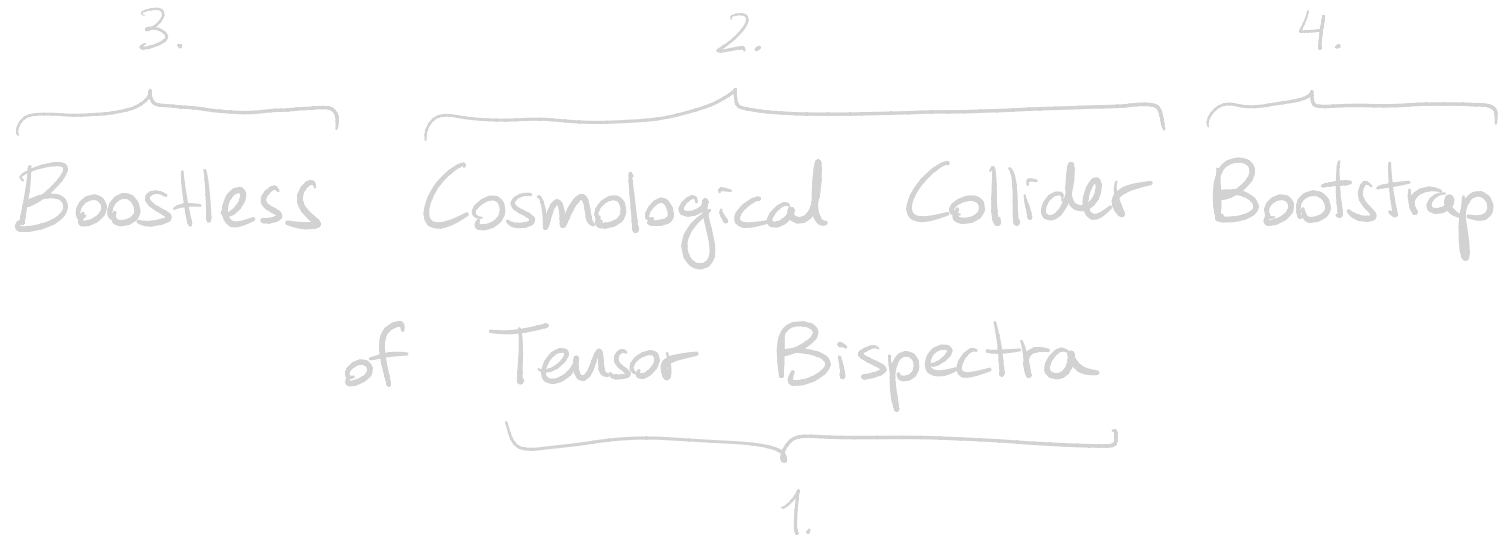 3. 2. 4.
Boostless Cosmological Collider Bootstrap
of Tensor Bispectra
1.